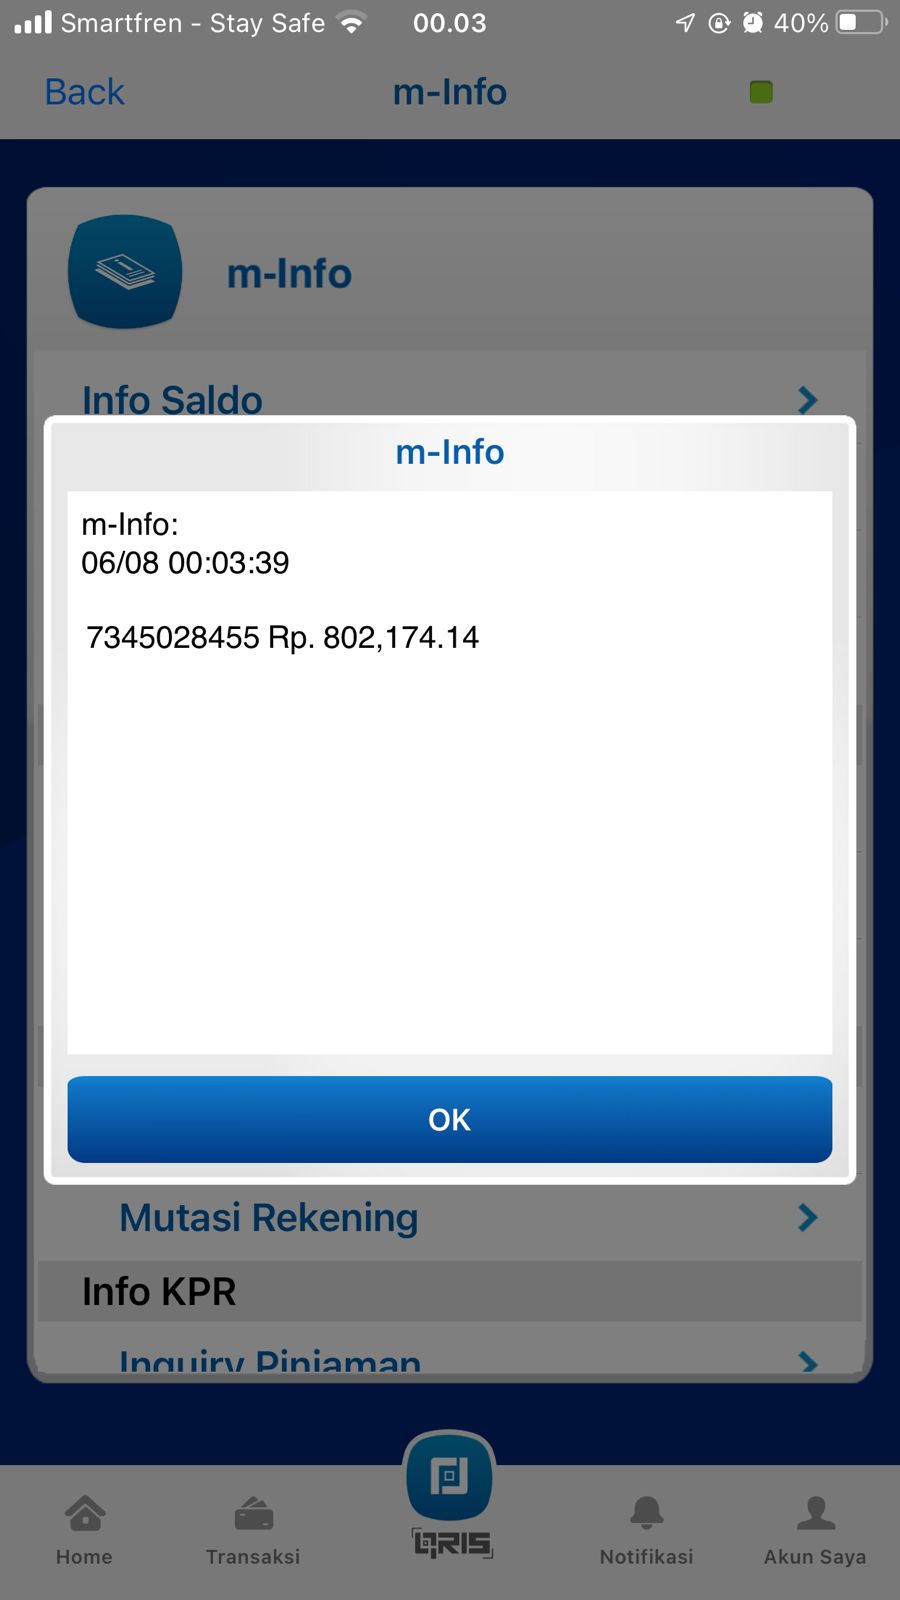 Smartfren - Stay Safe 00.03 40%
Back m-Info
m-Info
Info Saldo
m-Info
m-Info:
06/08 00:03:39
7345028455 Rp. 802,174.14
OK
Mutasi Rekening
Info KPR
Inquiry Pinjaman
QRIS
Home Transaksi Notifikasi Akun Saya